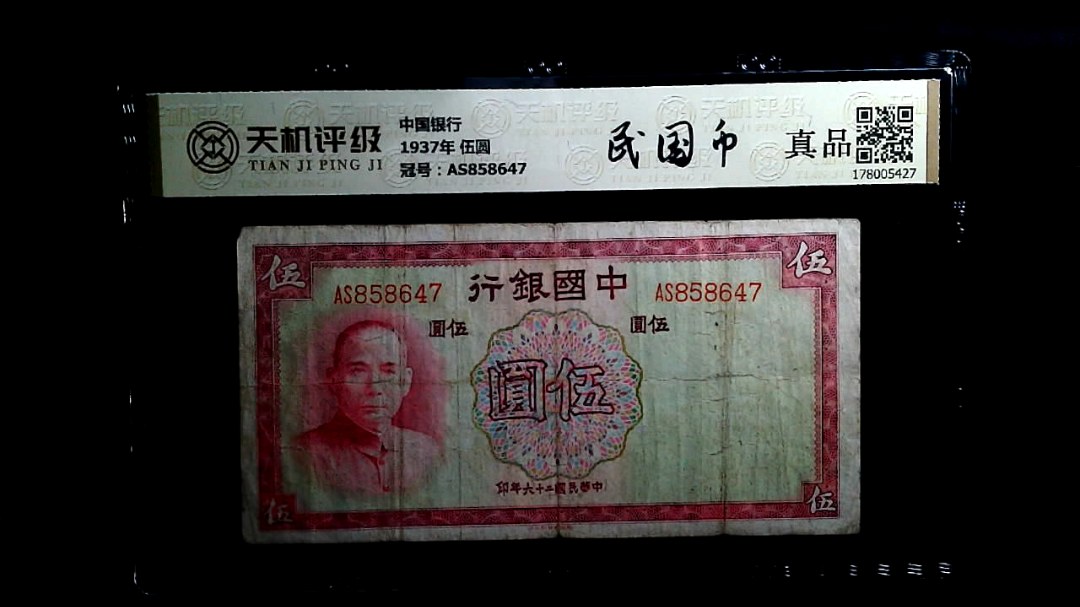 天机评级
TIAN JI PING JI
中国银行
1937年 伍圆
冠号：AS858647
民国币
真品
178005427
伍
伍
中國銀行
AS858647
AS858647
伍圓
伍圓
伍圓
中華民國二十六年印
伍
伍